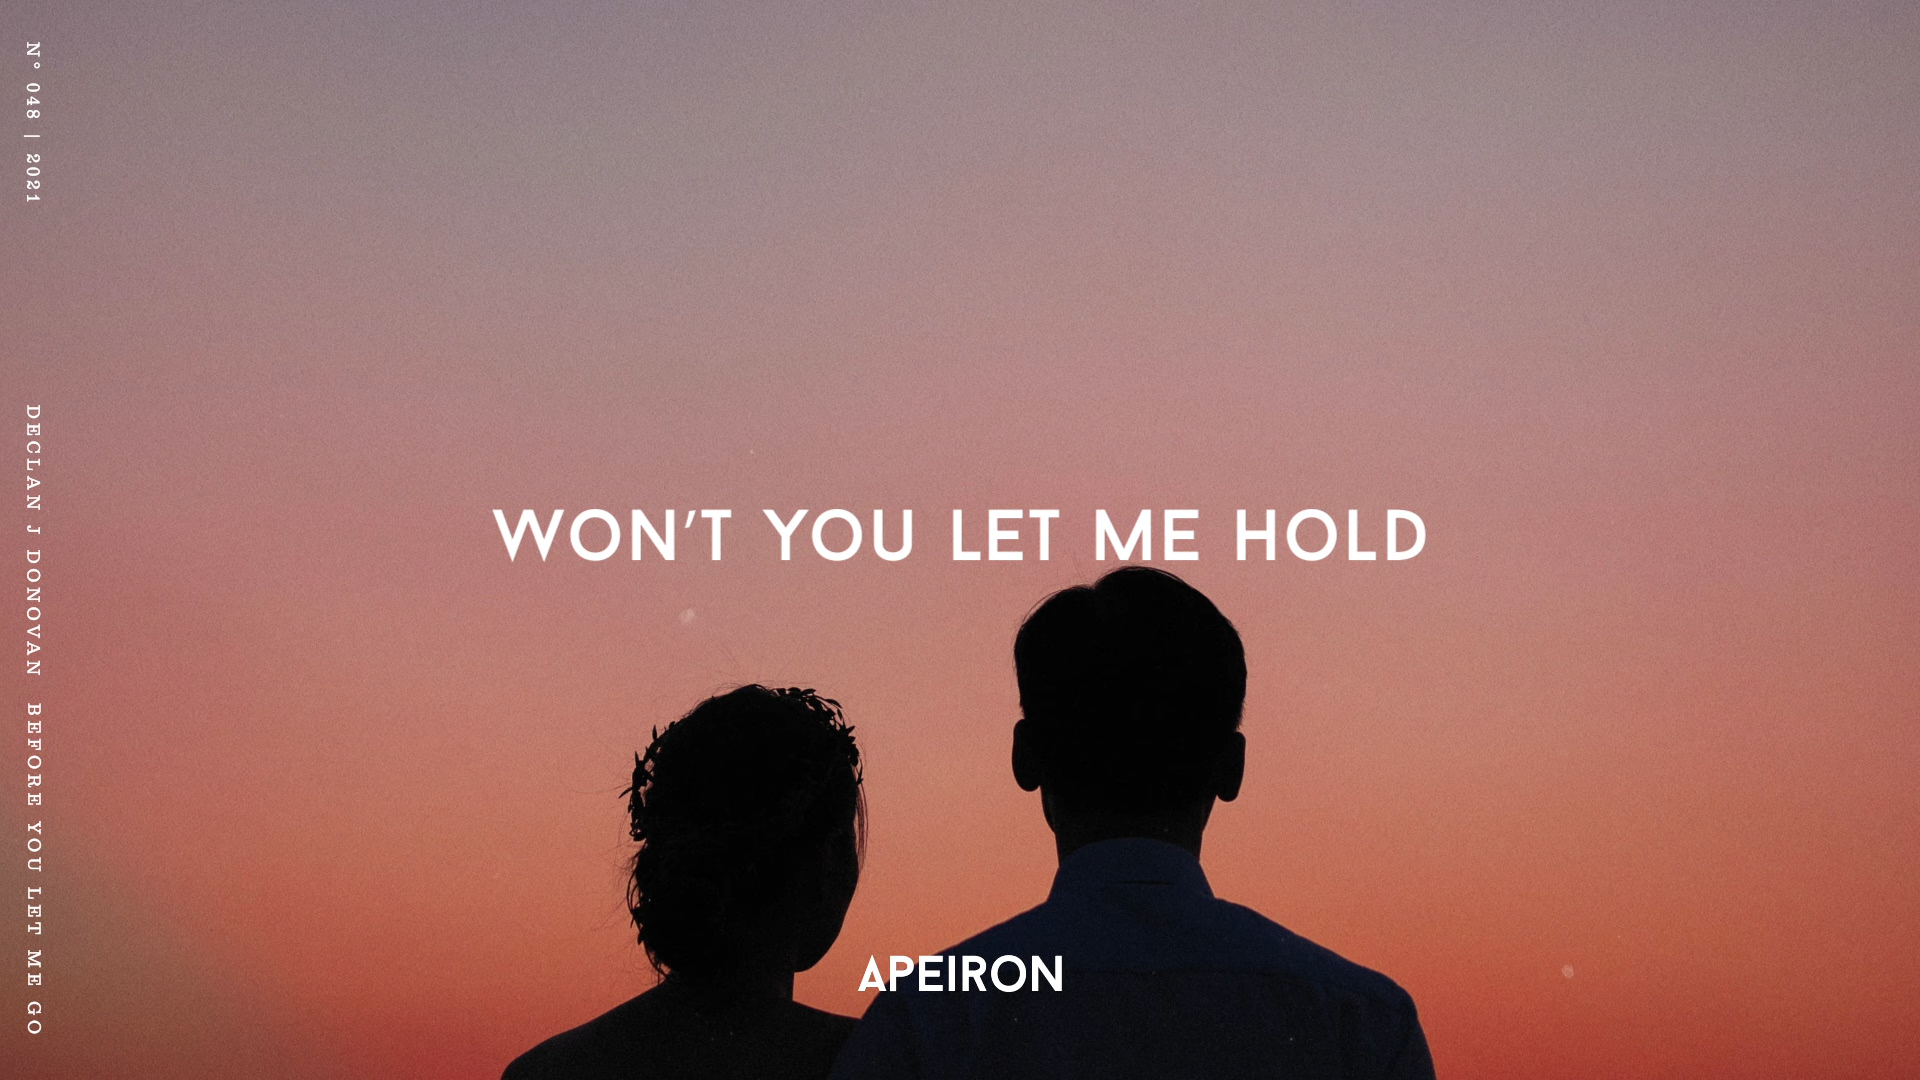 N° 048 | 2021
DECLAN J DONOVAN BEFORE YOU LET ME GO
WON'T YOU LET ME HOLD
APEIRON